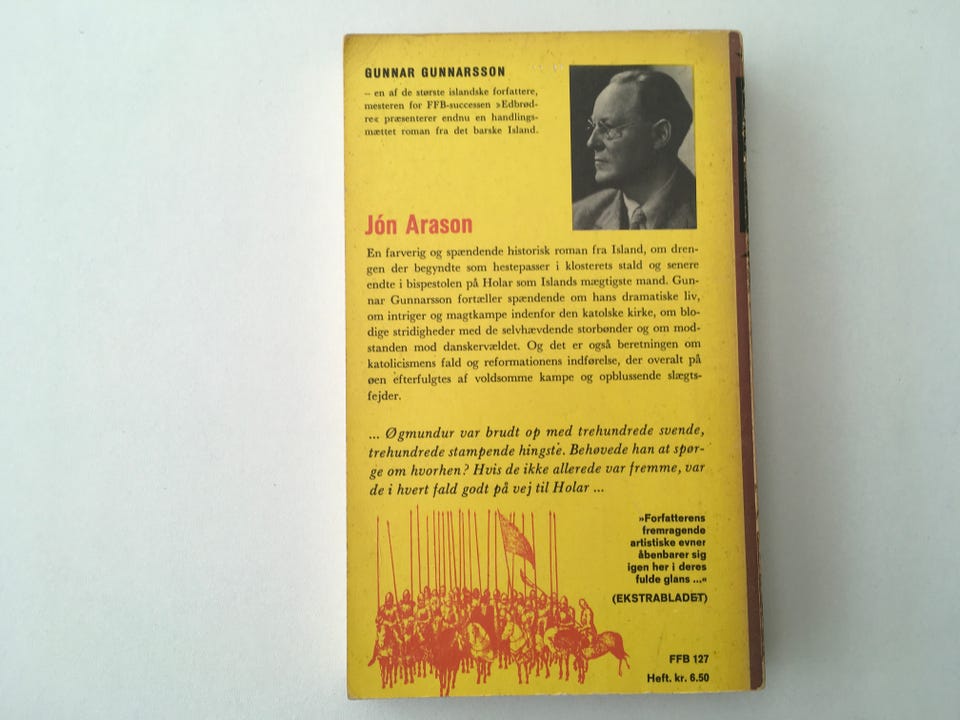 GUNNAR GUNNARSSON
– en af de største islandske forfattere,
mesteren for FFB-successen »Edbrød-
re« præsenterer endnu en handlings-
mættet roman fra det barske Island.
Jón Arason
En farverig og spændende historisk roman fra Island, om dren-
gen der begyndte som hestepasser i klosterets stald og senere
endte i bispestolen på Holar som Islands mægtigste mand. Gun-
nar Gunnarsson fortæller spændende om hans dramatiske liv,
om intriger og magtkampe indenfor den katolske kirke, om blo-
dige stridigheder med de selvhævdende storbønder og om mod-
standen mod danskervældet. Og det er også beretningen om
katolicismens fald og reformationens indførelse, der overalt på
øen efterfulgtes af voldsomme kampe og opblussende slægts-
fejder.
... Øgmundur var brudt op med trehundrede svende,
trehundrede stampende hingste. Behøvede han at spør-
ge om hvorhen? Hvis de ikke allerede var fremme, var
de i hvert fald godt på vej til Holar ...
»Forfatterens
fremragende
artistiske evner
åbenbarer sig
igen her i deres
fulde glans ...«
(EKSTRABLADET)
FFB 127
Heft. kr. 6.50